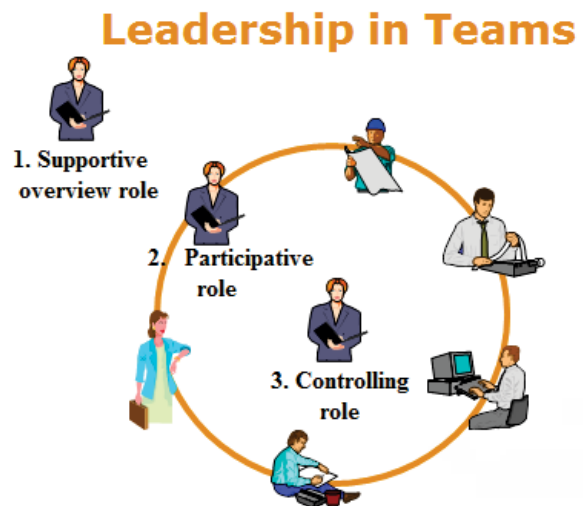 Leadership in Teams
1. Supportive
overview role
2. Participative
role
3. Controlling
role